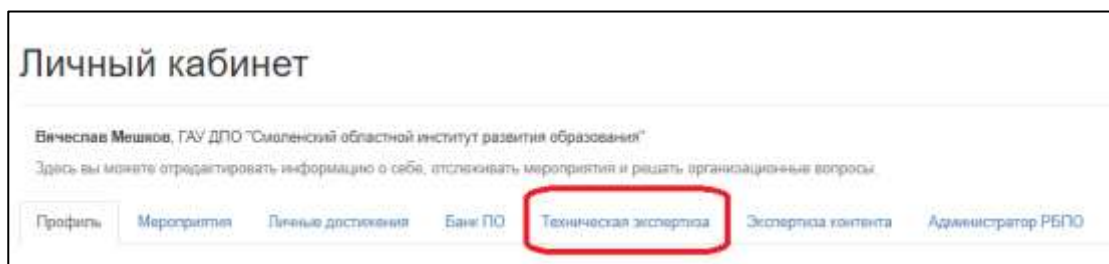 Личный кабинет
Вячеслав Мешков, ГАУ ДПО "Смоленский областной институт развития образования"
Здесь вы можете отредактировать информацию о себе, отслеживать мероприятия и решать организационные вопросы.
Профиль Мероприятия Личные достижения Банк ПО Техническая экспертиза Экспертиза контента Администратор РБПО